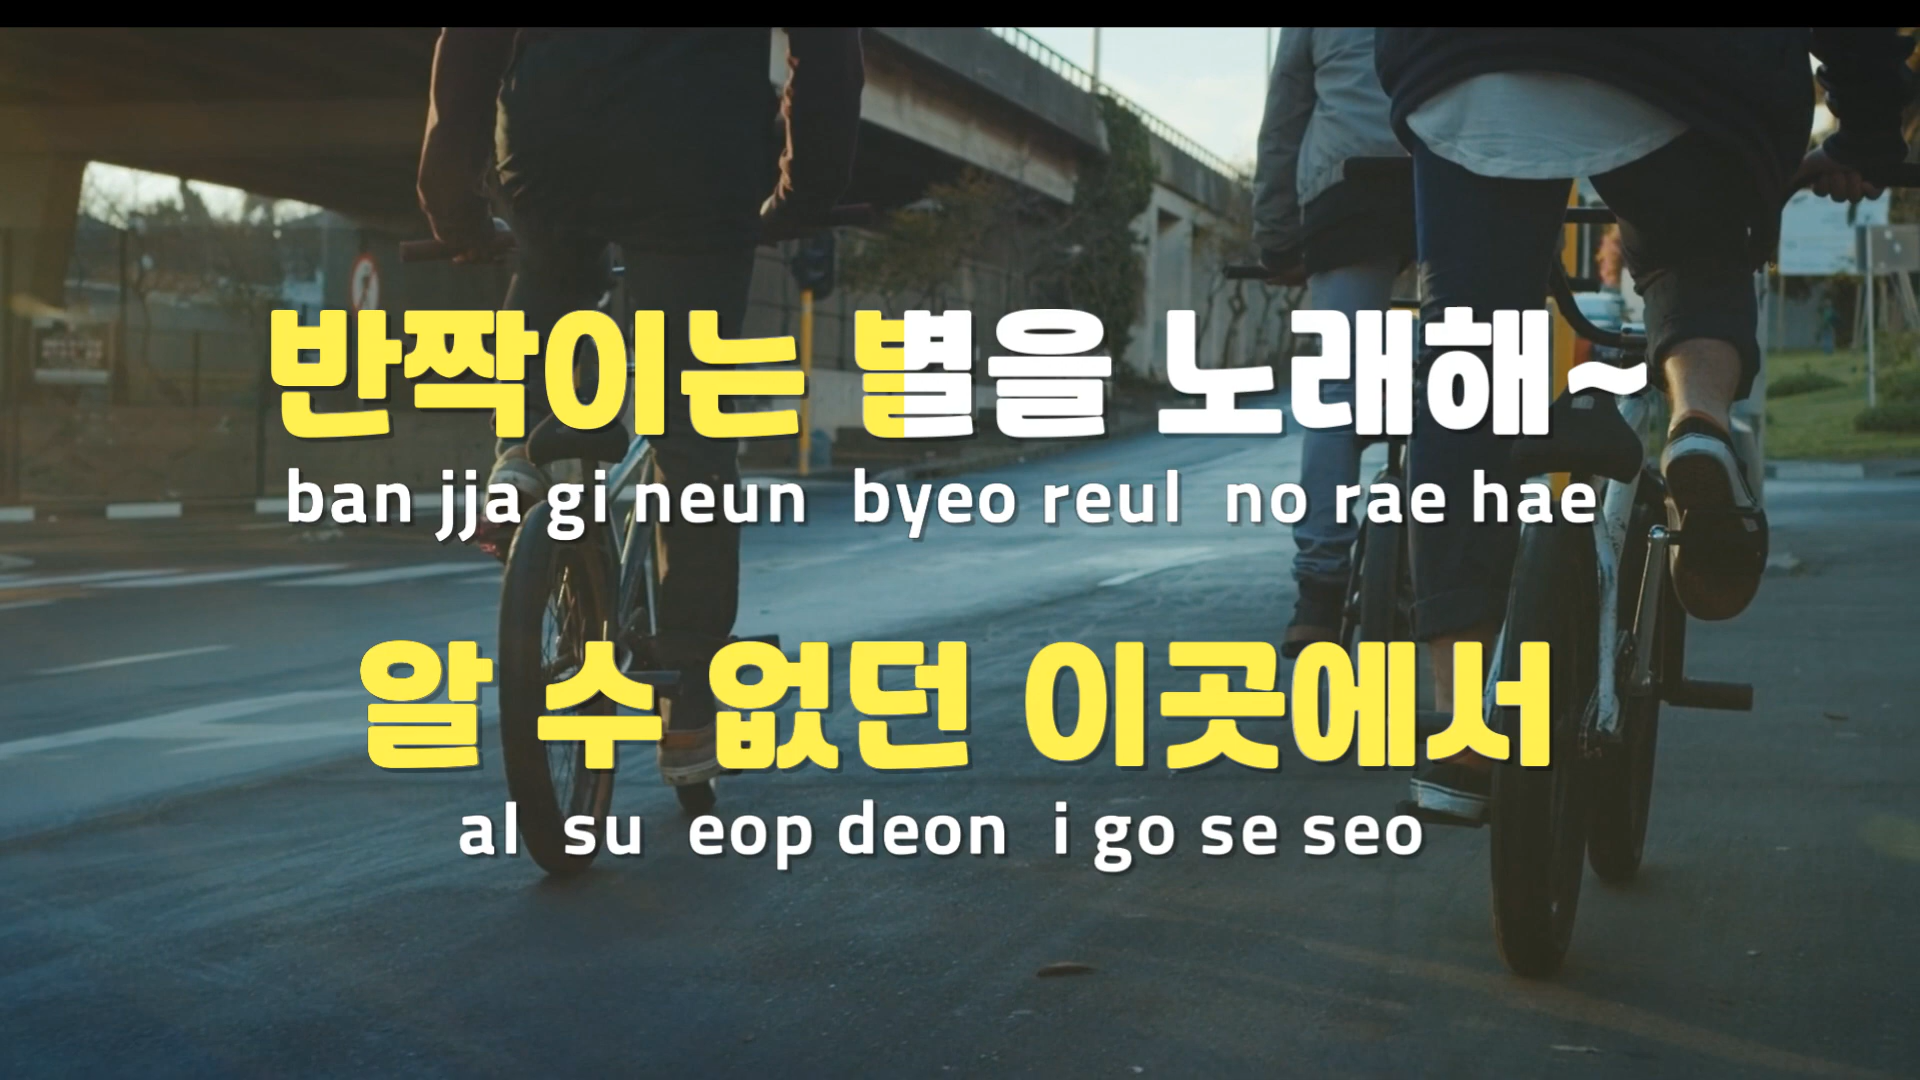 반짝이는 별을 노래해~
ban jja gi neun byeo reul no rae hae
알 수 없던 이곳에서
al su eop deon i go se seo